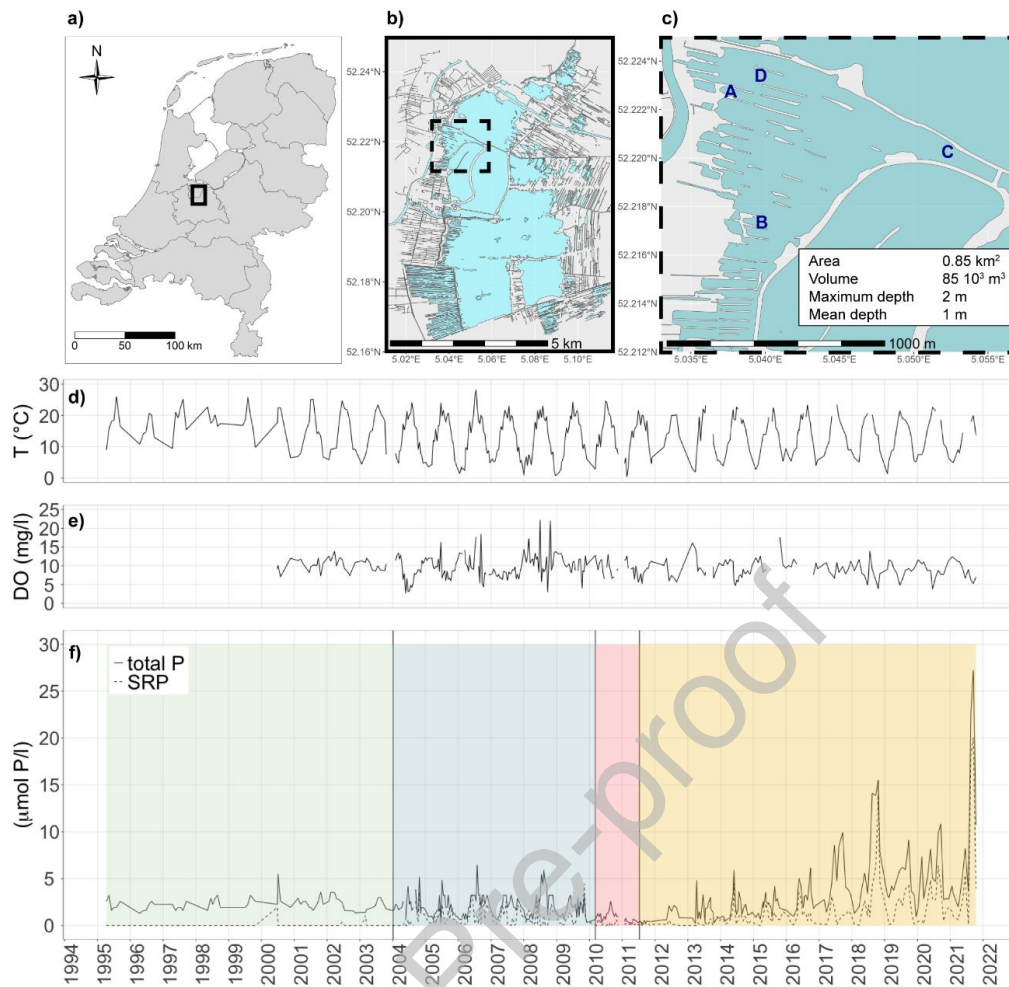 a)
N
0 50 100 km
b)
52.24°N
52.22°N
52.20°N
52.18°N
52.16°N
5.02°E 5.04°E 5.06°E 5.08°E 5.10°E
5 km
c)
52.224°N
52.222°N
52.220°N
52.218°N
52.216°N
52.214°N
52.212°N
D
A
C
B
Area 0.85 km²
Volume 85 10³ m³
Maximum depth 2 m
Mean depth 1 m
1000 m
5.035°E 5.040°E 5.045°E 5.050°E 5.055°E
d)
T (°C)
30
20
10
0
e)
DO (mg/l)
25
20
15
10
5
0
f)
total P
SRP
(µmol P/l)
30
25
20
15
10
5
0
1994 1995 1996 1997 1998 1999 2000 2001 2002 2003 2004 2005 2006 2007 2008 2009 2010 2011 2012 2013 2014 2015 2016 2017 2018 2019 2020 2021 2022
Pre-proof